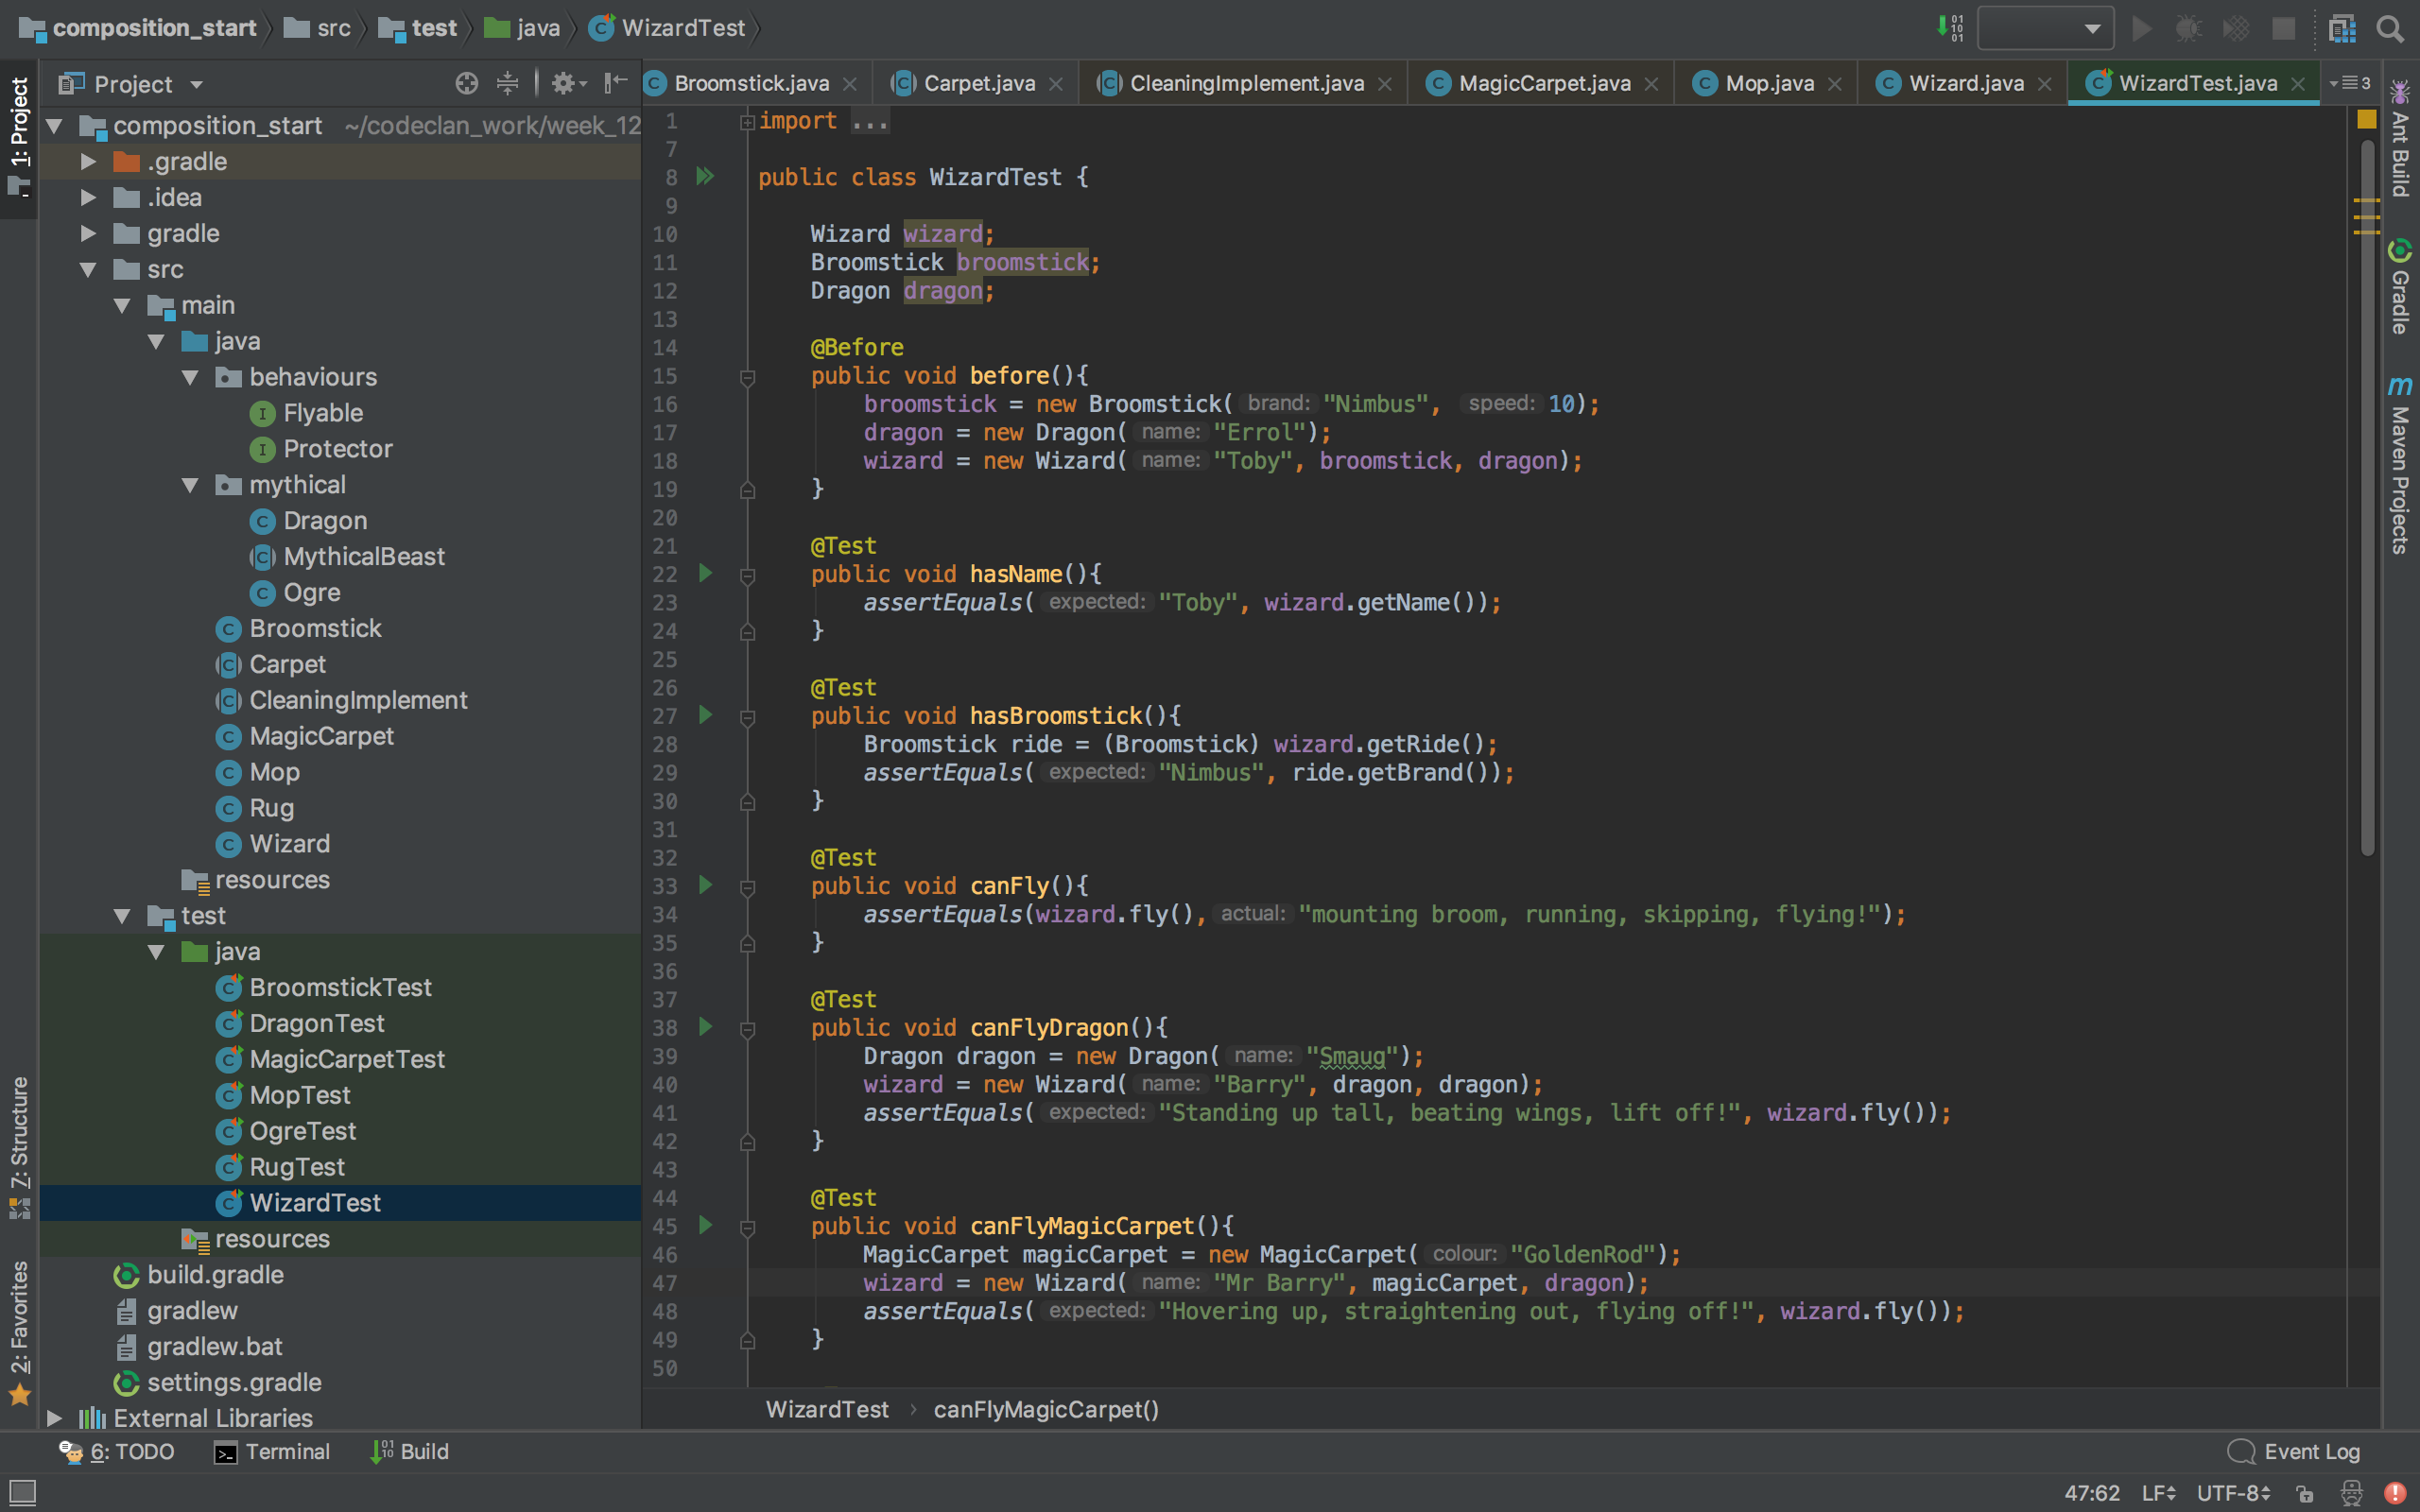 composition_start src test java WizardTest
01
10
01
1: Project
Project
Broomstick.java Carpet.java CleaningImplement.java MagicCarpet.java Mop.java Wizard.java WizardTest.java 3
composition_start ~/codeclan_work/week_12
.gradle
.idea
gradle
src
main
java
behaviours
Flyable
Protector
mythical
Dragon
MythicalBeast
Ogre
Broomstick
Carpet
CleaningImplement
MagicCarpet
Mop
Rug
Wizard
resources
test
java
BroomstickTest
DragonTest
MagicCarpetTest
MopTest
OgreTest
RugTest
WizardTest
resources
build.gradle
gradlew
gradlew.bat
settings.gradle
External Libraries
7: Structure
2: Favorites
1 import ...
7
8 public class WizardTest {
9
10 Wizard wizard;
11 Broomstick broomstick;
12 Dragon dragon;
13
14 @Before
15 public void before(){
16 broomstick = new Broomstick( brand: "Nimbus", speed: 10);
17 dragon = new Dragon( name: "Errol");
18 wizard = new Wizard( name: "Toby", broomstick, dragon);
19 }
20
21 @Test
22 public void hasName(){
23 assertEquals( expected: "Toby", wizard.getName());
24 }
25
26 @Test
27 public void hasBroomstick(){
28 Broomstick ride = (Broomstick) wizard.getRide();
29 assertEquals( expected: "Nimbus", ride.getBrand());
30 }
31
32 @Test
33 public void canFly(){
34 assertEquals(wizard.fly(), actual: "mounting broom, running, skipping, flying!");
35 }
36
37 @Test
38 public void canFlyDragon(){
39 Dragon dragon = new Dragon( name: "Smaug");
40 wizard = new Wizard( name: "Barry", dragon, dragon);
41 assertEquals( expected: "Standing up tall, beating wings, lift off!", wizard.fly());
42 }
43
44 @Test
45 public void canFlyMagicCarpet(){
46 MagicCarpet magicCarpet = new MagicCarpet( colour: "GoldenRod");
47 wizard = new Wizard( name: "Mr Barry", magicCarpet, dragon);
48 assertEquals( expected: "Hovering up, straightening out, flying off!", wizard.fly());
49 }
50
Ant Build
Gradle
m Maven Projects
WizardTest › canFlyMagicCarpet()
6: TODO Terminal Build Event Log
47:62 LF UTF-8